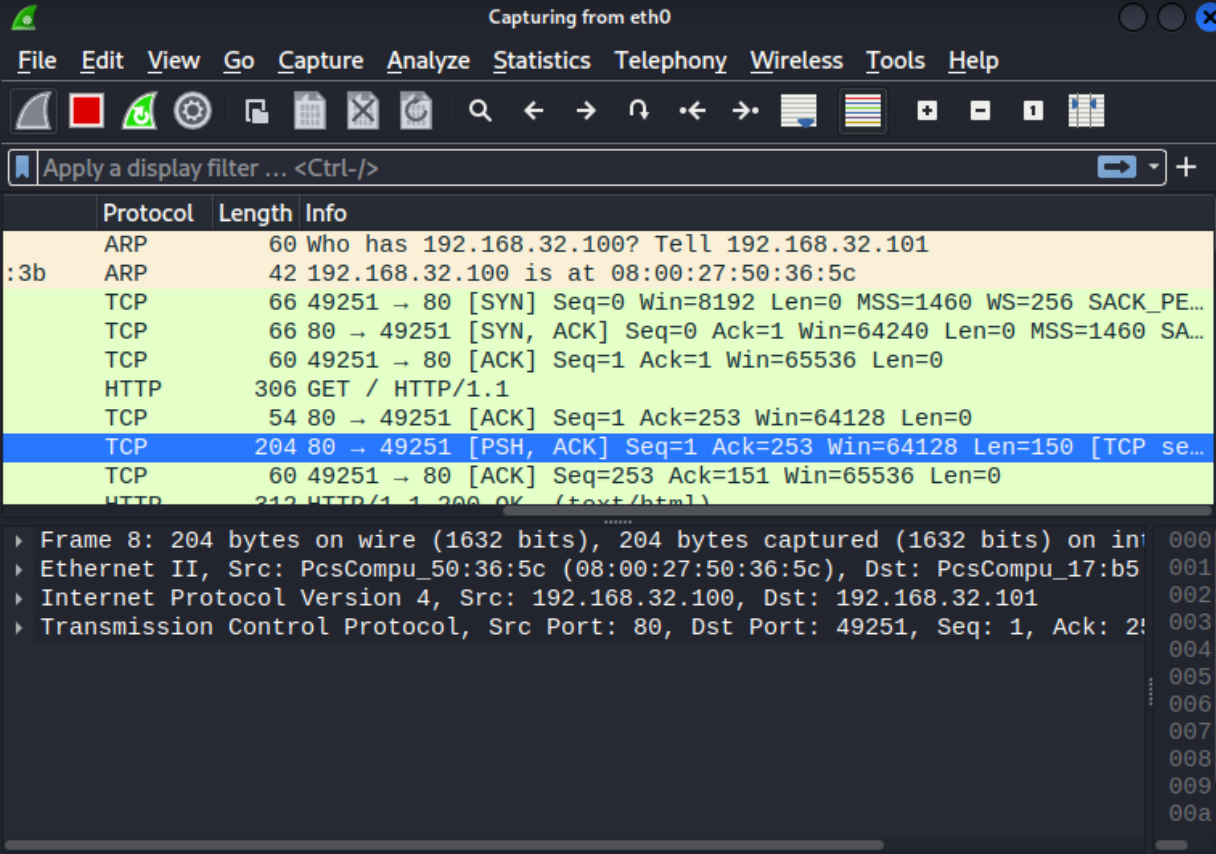 Capturing from eth0
File Edit View Go Capture Analyze Statistics Telephony Wireless Tools Help
Apply a display filter … <Ctrl-/>
Protocol Length Info
ARP 60 Who has 192.168.32.100? Tell 192.168.32.101
:3b ARP 42 192.168.32.100 is at 08:00:27:50:36:5c
TCP 66 49251 → 80 [SYN] Seq=0 Win=8192 Len=0 MSS=1460 WS=256 SACK_PE…
TCP 66 80 → 49251 [SYN, ACK] Seq=0 Ack=1 Win=64240 Len=0 MSS=1460 SA…
TCP 60 49251 → 80 [ACK] Seq=1 Ack=1 Win=65536 Len=0
HTTP 306 GET / HTTP/1.1
TCP 54 80 → 49251 [ACK] Seq=1 Ack=253 Win=64128 Len=0
TCP 204 80 → 49251 [PSH, ACK] Seq=1 Ack=253 Win=64128 Len=150 [TCP se…
TCP 60 49251 → 80 [ACK] Seq=253 Ack=151 Win=65536 Len=0
HTTP 312 HTTP/1.1 200 OK (text/html)
Frame 8: 204 bytes on wire (1632 bits), 204 bytes captured (1632 bits) on int
Ethernet II, Src: PcsCompu_50:36:5c (08:00:27:50:36:5c), Dst: PcsCompu_17:b5
Internet Protocol Version 4, Src: 192.168.32.100, Dst: 192.168.32.101
Transmission Control Protocol, Src Port: 80, Dst Port: 49251, Seq: 1, Ack: 25
000
001
002
003
004
005
006
007
008
009
00a